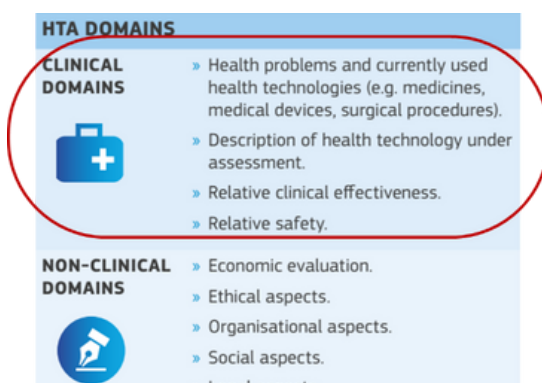 HTA DOMAINS
CLINICAL
DOMAINS
» Health problems and currently used
health technologies (e.g. medicines,
medical devices, surgical procedures).
» Description of health technology under
assessment.
» Relative clinical effectiveness.
» Relative safety.
NON-CLINICAL
DOMAINS
» Economic evaluation.
» Ethical aspects.
» Organisational aspects.
» Social aspects.